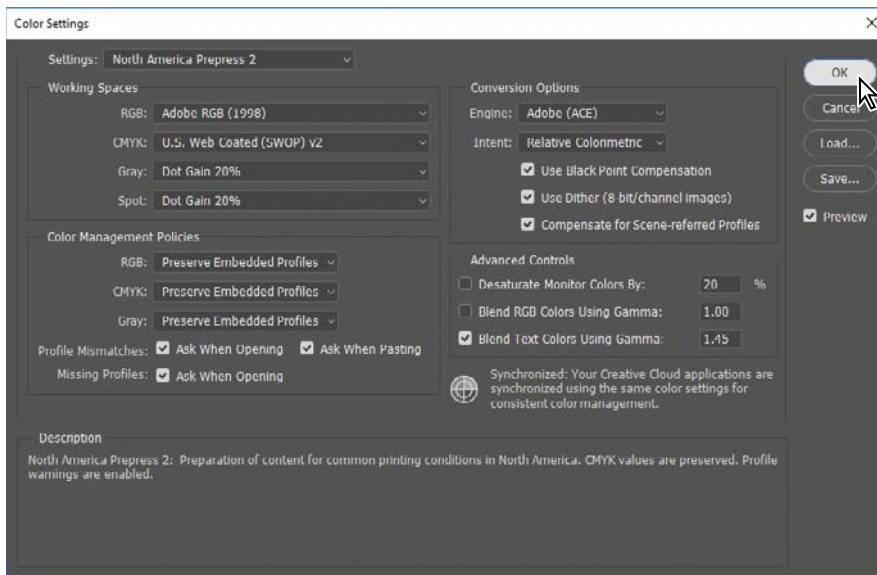 Color Settings
Settings: North America Prepress 2
Working Spaces
RGB: Adobe RGB (1998)
CMYK: U.S. Web Coated (SWOP) v2
Gray: Dot Gain 20%
Spot: Dot Gain 20%
Color Management Policies
RGB: Preserve Embedded Profiles
CMYK: Preserve Embedded Profiles
Gray: Preserve Embedded Profiles
Profile Mismatches: Ask When Opening Ask When Pasting
Missing Profiles: Ask When Opening
Conversion Options
Engine: Adobe (ACE)
Intent: Relative Colorimetric
Use Black Point Compensation
Use Dither (8-bit/channel images)
Compensate for Scene-referred Profiles
Advanced Controls
Desaturate Monitor Colors By: 20 %
Blend RGB Colors Using Gamma: 1.00
Blend Text Colors Using Gamma: 1.45
Synchronized: Your Creative Cloud applications are
synchronized using the same color settings for
consistent color management.
OK
Cancel
Load...
Save...
Preview
Description
North America Prepress 2: Preparation of content for common printing conditions in North America. CMYK values are preserved. Profile
warnings are enabled.